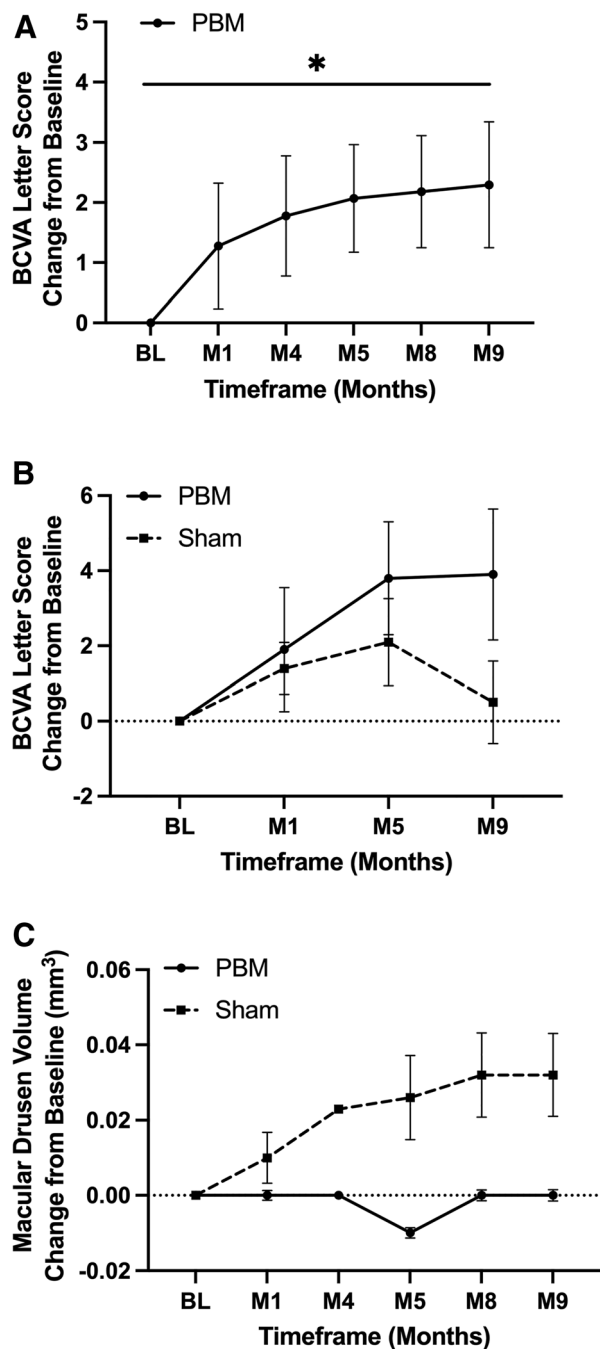 A
PBM
*
BCVA Letter Score
Change from Baseline
5
4
3
2
1
0
BL M1 M4 M5 M8 M9
Timeframe (Months)
B
PBM
Sham
BCVA Letter Score
Change from Baseline
6
4
2
0
-2
BL M1 M5 M9
Timeframe (Months)
C
PBM
Sham
Macular Drusen Volume
Change from Baseline (mm³)
0.06
0.04
0.02
0.00
-0.02
BL M1 M4 M5 M8 M9
Timeframe (Months)